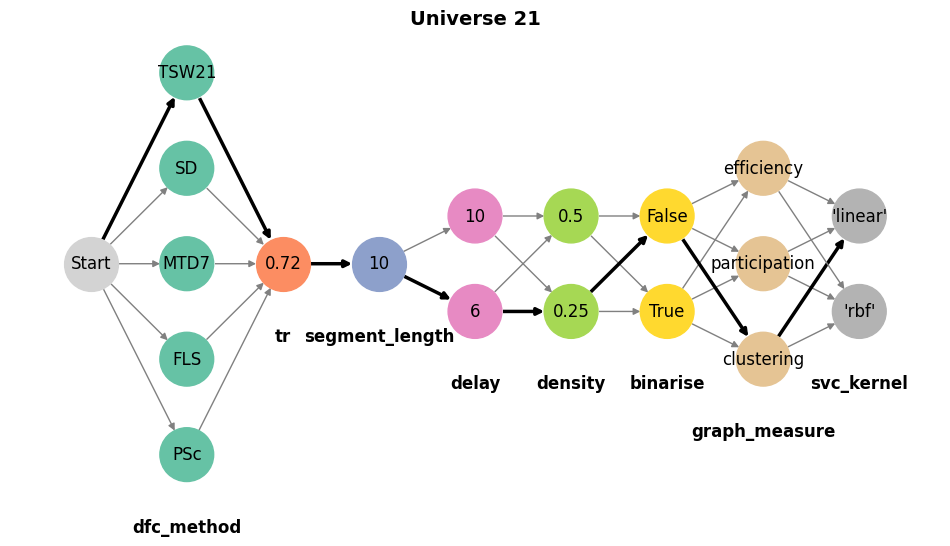 Universe 21
Start
TSW21
SD
MTD7
FLS
PSc
dfc_method
0.72
tr
10
segment_length
10
6
delay
0.5
0.25
density
False
True
binarise
efficiency
participation
clustering
graph_measure
'linear'
'rbf'
svc_kernel